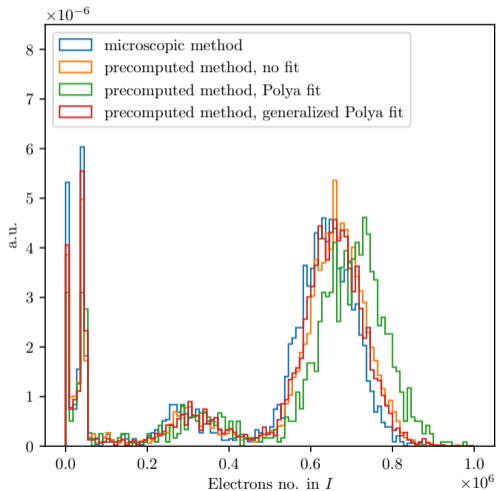 ×10⁻⁶
microscopic method
precomputed method, no fit
precomputed method, Polya fit
precomputed method, generalized Polya fit
8
7
6
5
4
3
2
1
0
a.u.
0.0 0.2 0.4 0.6 0.8 1.0
Electrons no. in I
×10⁶